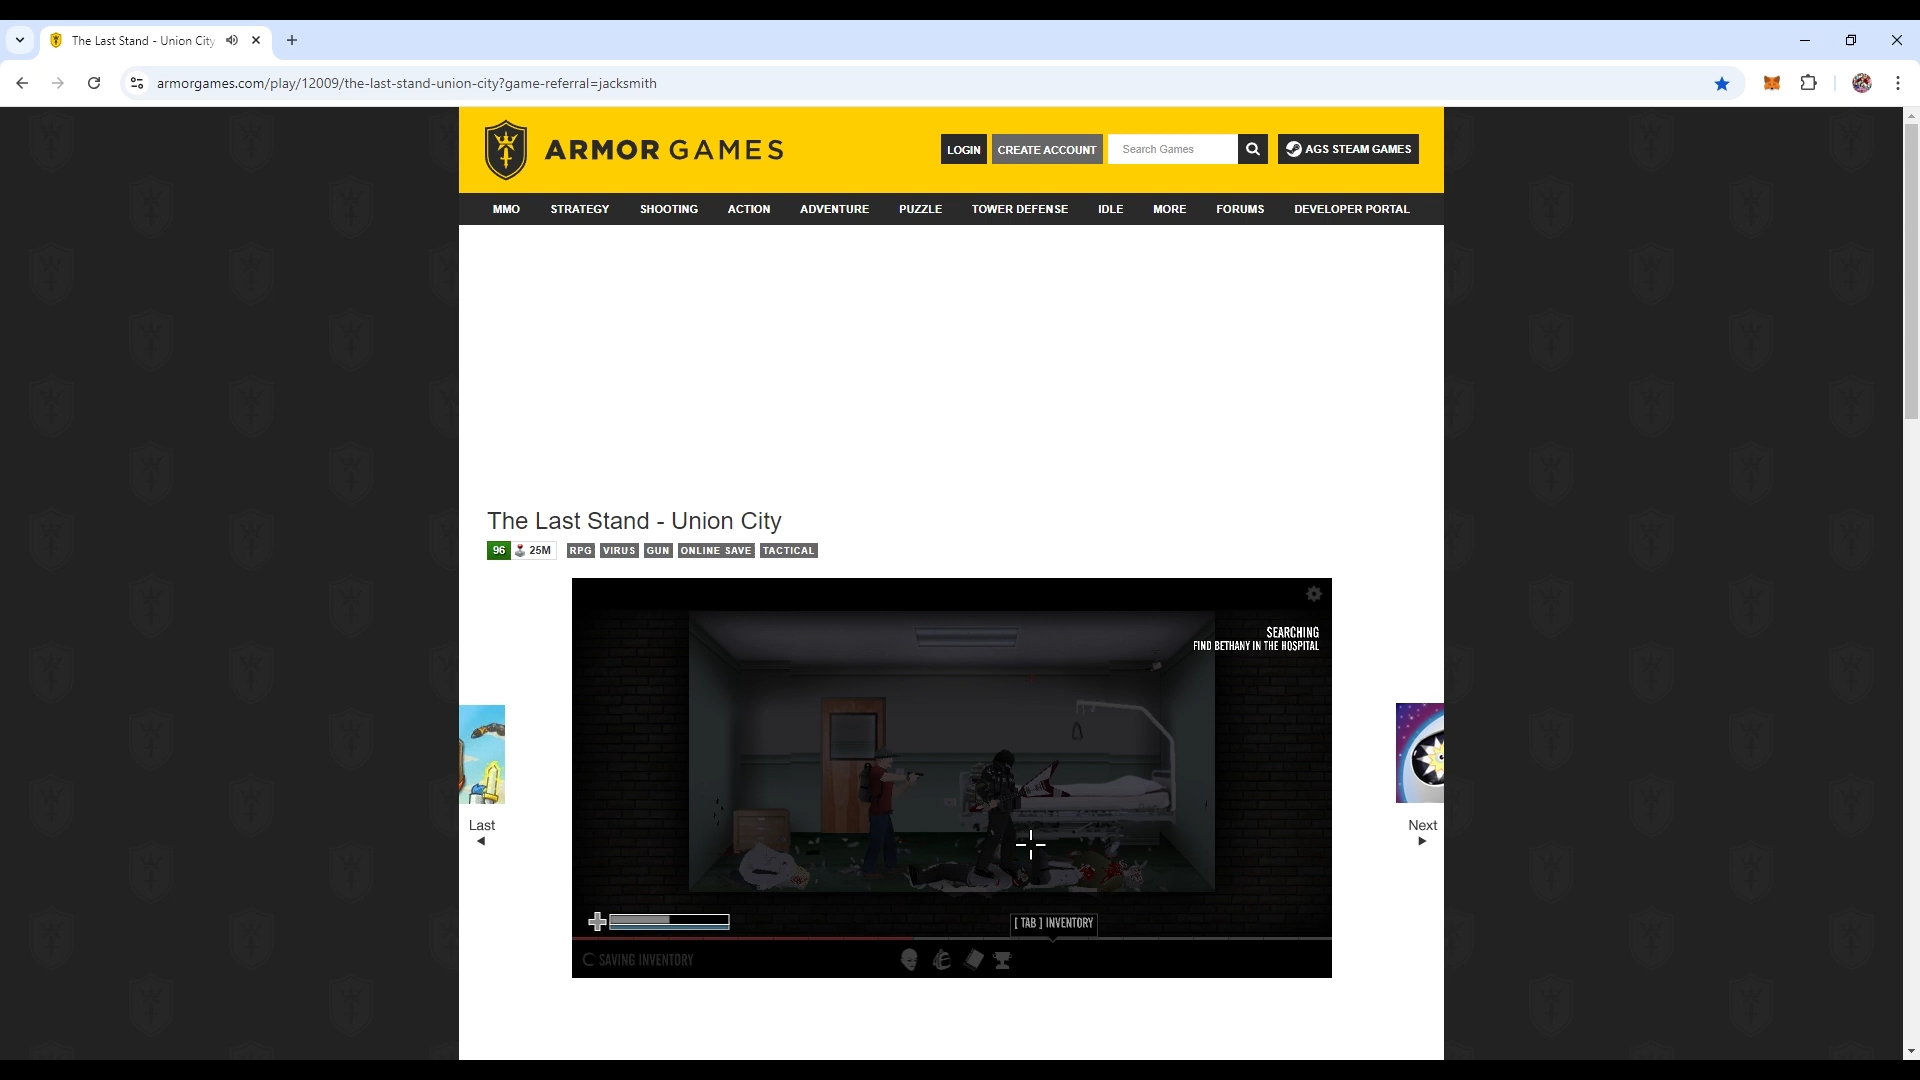 The Last Stand - Union City
armorgames.com/play/12009/the-last-stand-union-city?game-referral=jacksmith
ARMOR GAMES
LOGIN
CREATE ACCOUNT
Search Games
AGS STEAM GAMES
MMO STRATEGY SHOOTING ACTION ADVENTURE PUZZLE TOWER DEFENSE IDLE MORE FORUMS DEVELOPER PORTAL
The Last Stand - Union City
96 25M RPG VIRUS GUN ONLINE SAVE TACTICAL
SEARCHING
FIND BETHANY IN THE HOSPITAL
Last
Next
[ TAB ] INVENTORY
SAVING INVENTORY